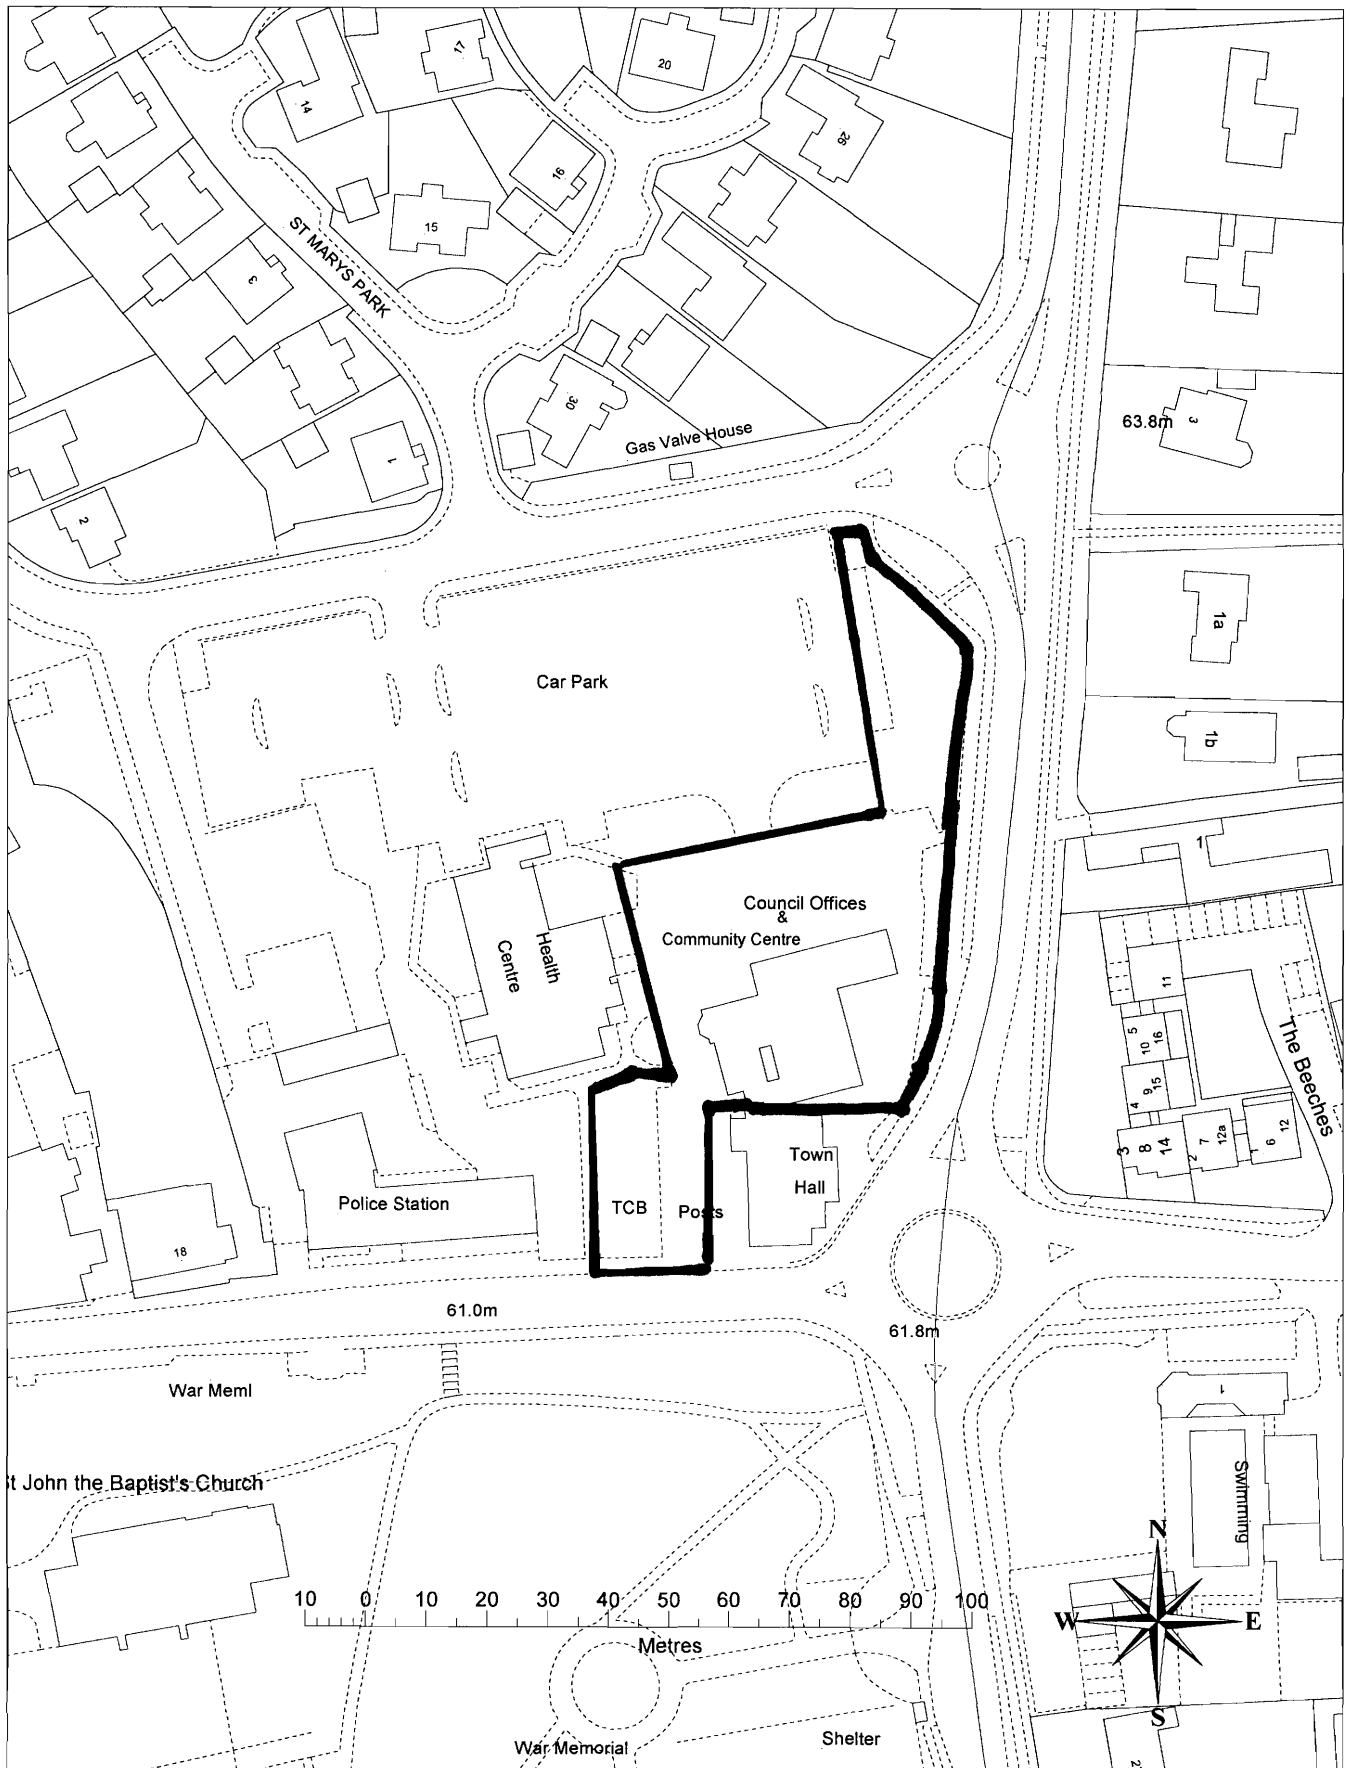 17
20
14
26
16
15
ST MARYS PARK
3
30
Gas Valve House
63.8m
3
1
2
1a
Car Park
1b
1
Council Offices
&
Community Centre
Health
Centre
11
5
10
16
The Beeches
4
9
15
3
8
14
2
7
12a
1
6
12
Town
Hall
Police Station
TCB
Posts
18
61.0m
61.8m
War Meml
1
St John the Baptist's Church
Swimming
N
10 0 10 20 30 40 50 60 70 80 90 100
W E
Metres
S
War Memorial
Shelter
2